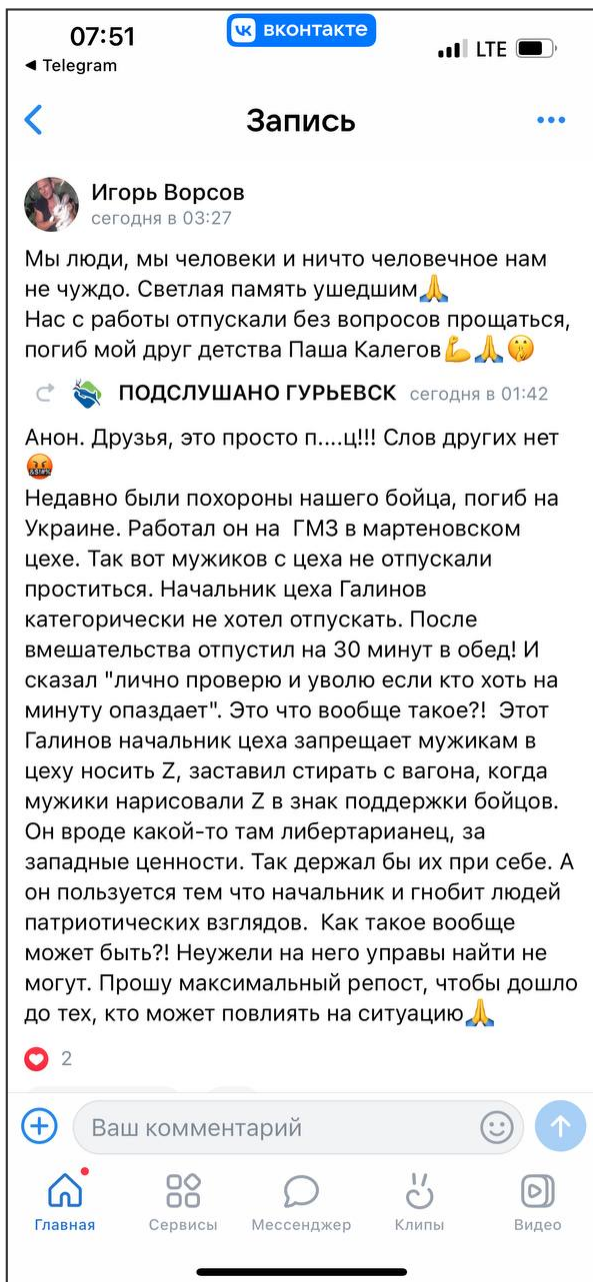 07:51
вконтакте
LTE
◀ Telegram
Запись
Игорь Ворсов
сегодня в 03:27
Мы люди, мы человеки и ничто человечное нам
не чуждо. Светлая память ушедшим🙏
Нас с работы отпускали без вопросов прощаться,
погиб мой друг детства Паша Калегов💪🙏🤫
ПОДСЛУШАНО ГУРЬЕВСК сегодня в 01:42
Анон. Друзья, это просто п....ц!!! Слов других нет
🤬
Недавно были похороны нашего бойца, погиб на
Украине. Работал он на ГМЗ в мартеновском
цехе. Так вот мужиков с цеха не отпускали
проститься. Начальник цеха Галинов
категорически не хотел отпускать. После
вмешательства отпустил на 30 минут в обед! И
сказал "лично проверю и уволю если кто хоть на
минуту опаздает". Это что вообще такое?! Этот
Галинов начальник цеха запрещает мужикам в
цеху носить Z, заставил стирать с вагона, когда
мужики нарисовали Z в знак поддержки бойцов.
Он вроде какой-то там либертарианец, за
западные ценности. Так держал бы их при себе. А
он пользуется тем что начальник и гнобит людей
патриотических взглядов. Как такое вообще
может быть?! Неужели на него управы найти не
могут. Прошу максимальный репост, чтобы дошло
до тех, кто может повлиять на ситуацию🙏
2
Ваш комментарий
Главная Сервисы Мессенджер Клипы Видео